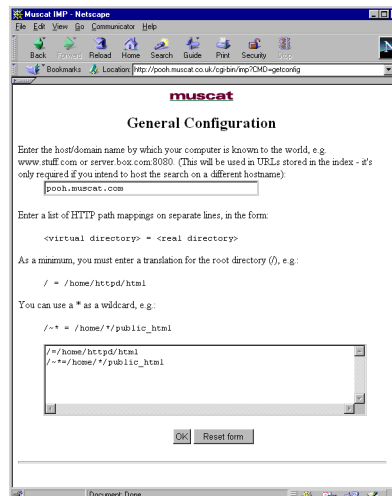 Muscat IMP - Netscape
File Edit View Go Communicator Help
Back Forward Reload Home Search Guide Print Security Stop
Bookmarks Location: http://pooh.muscat.co.uk/cgi-bin/imp?CMD=getconfig
muscat
General Configuration
Enter the host/domain name by which your computer is known to the world, e.g.
www.stuff.com or server.box.com:8080. (This will be used in URLs stored in the index - it's
only required if you intend to host the search on a different hostname):
pooh.muscat.com
Enter a list of HTTP path mappings on separate lines, in the form:
<virtual directory> = <real directory>
As a minimum, you must enter a translation for the root directory (/), e.g.:
/ = /home/httpd/html
You can use a * as a wildcard, e.g.:
/~* = /home/*/public_html
/=/home/httpd/html
/~*=/home/*/public_html
OK Reset form
Document: Done